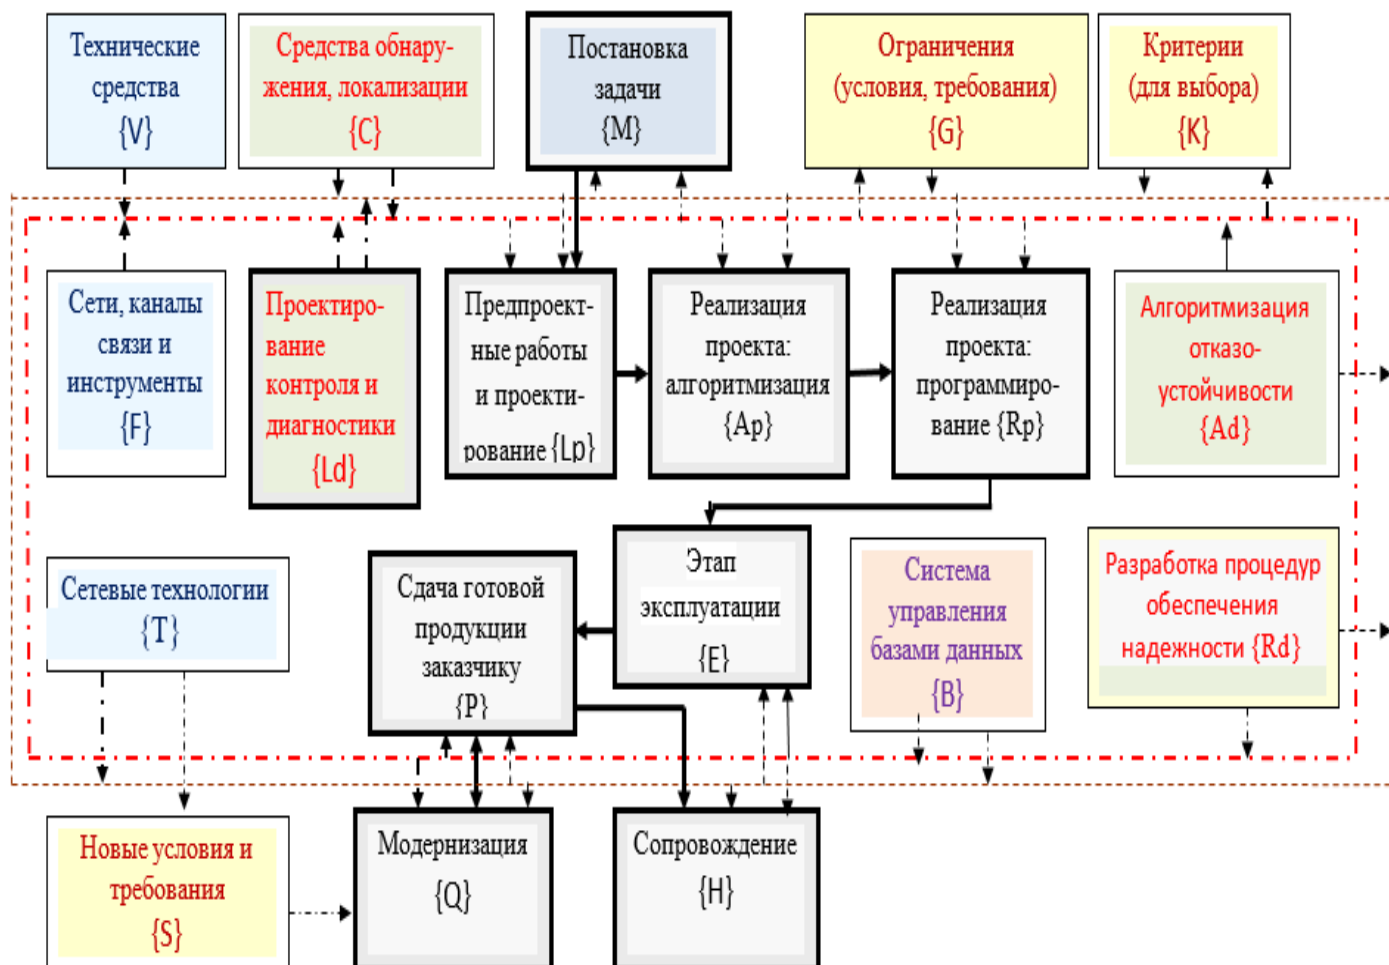 Технические
средства
{V}
Средства обнару-
жения, локализации
{C}
Постановка
задачи
{M}
Ограничения
(условия, требования)
{G}
Критерии
(для выбора)
{K}
Сети, каналы
связи и
инструменты
{F}
Проектиро-
вание
контроля и
диагностики
{Ld}
Предпроект-
ные работы
и проекти-
рование {Lp}
Реализация
проекта:
алгоритмизация
{Ap}
Реализация
проекта:
программиро-
вание {Rp}
Алгоритмизация
отказо-
устойчивости
{Ad}
Сетевые технологии
{T}
Сдача готовой
продукции
заказчику
{P}
Этап
эксплуатации
{E}
Система
управления
базами данных
{B}
Разработка процедур
обеспечения
надежности {Rd}
Новые условия и
требования
{S}
Модернизация
{Q}
Сопровождение
{H}